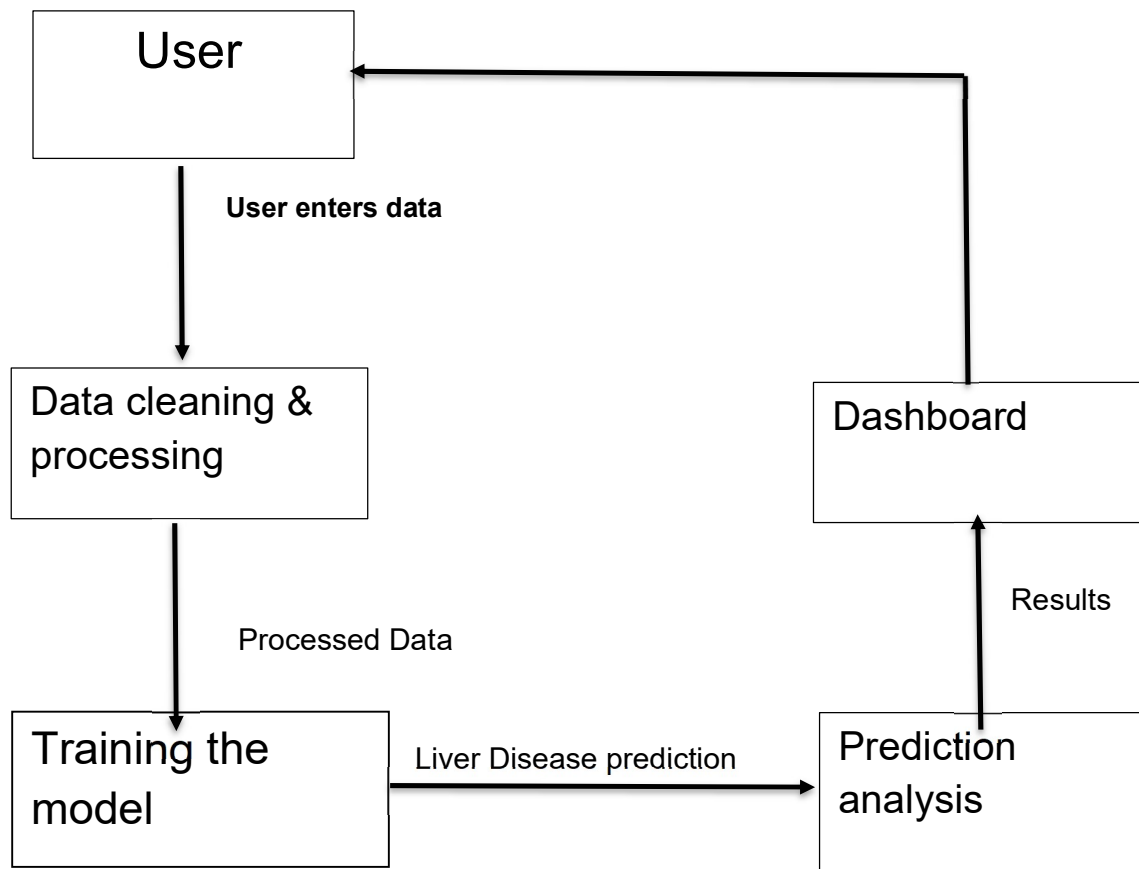 User
User enters data
Data cleaning &
processing
Dashboard
Results
Processed Data
Training the
model
Liver Disease prediction
Prediction
analysis